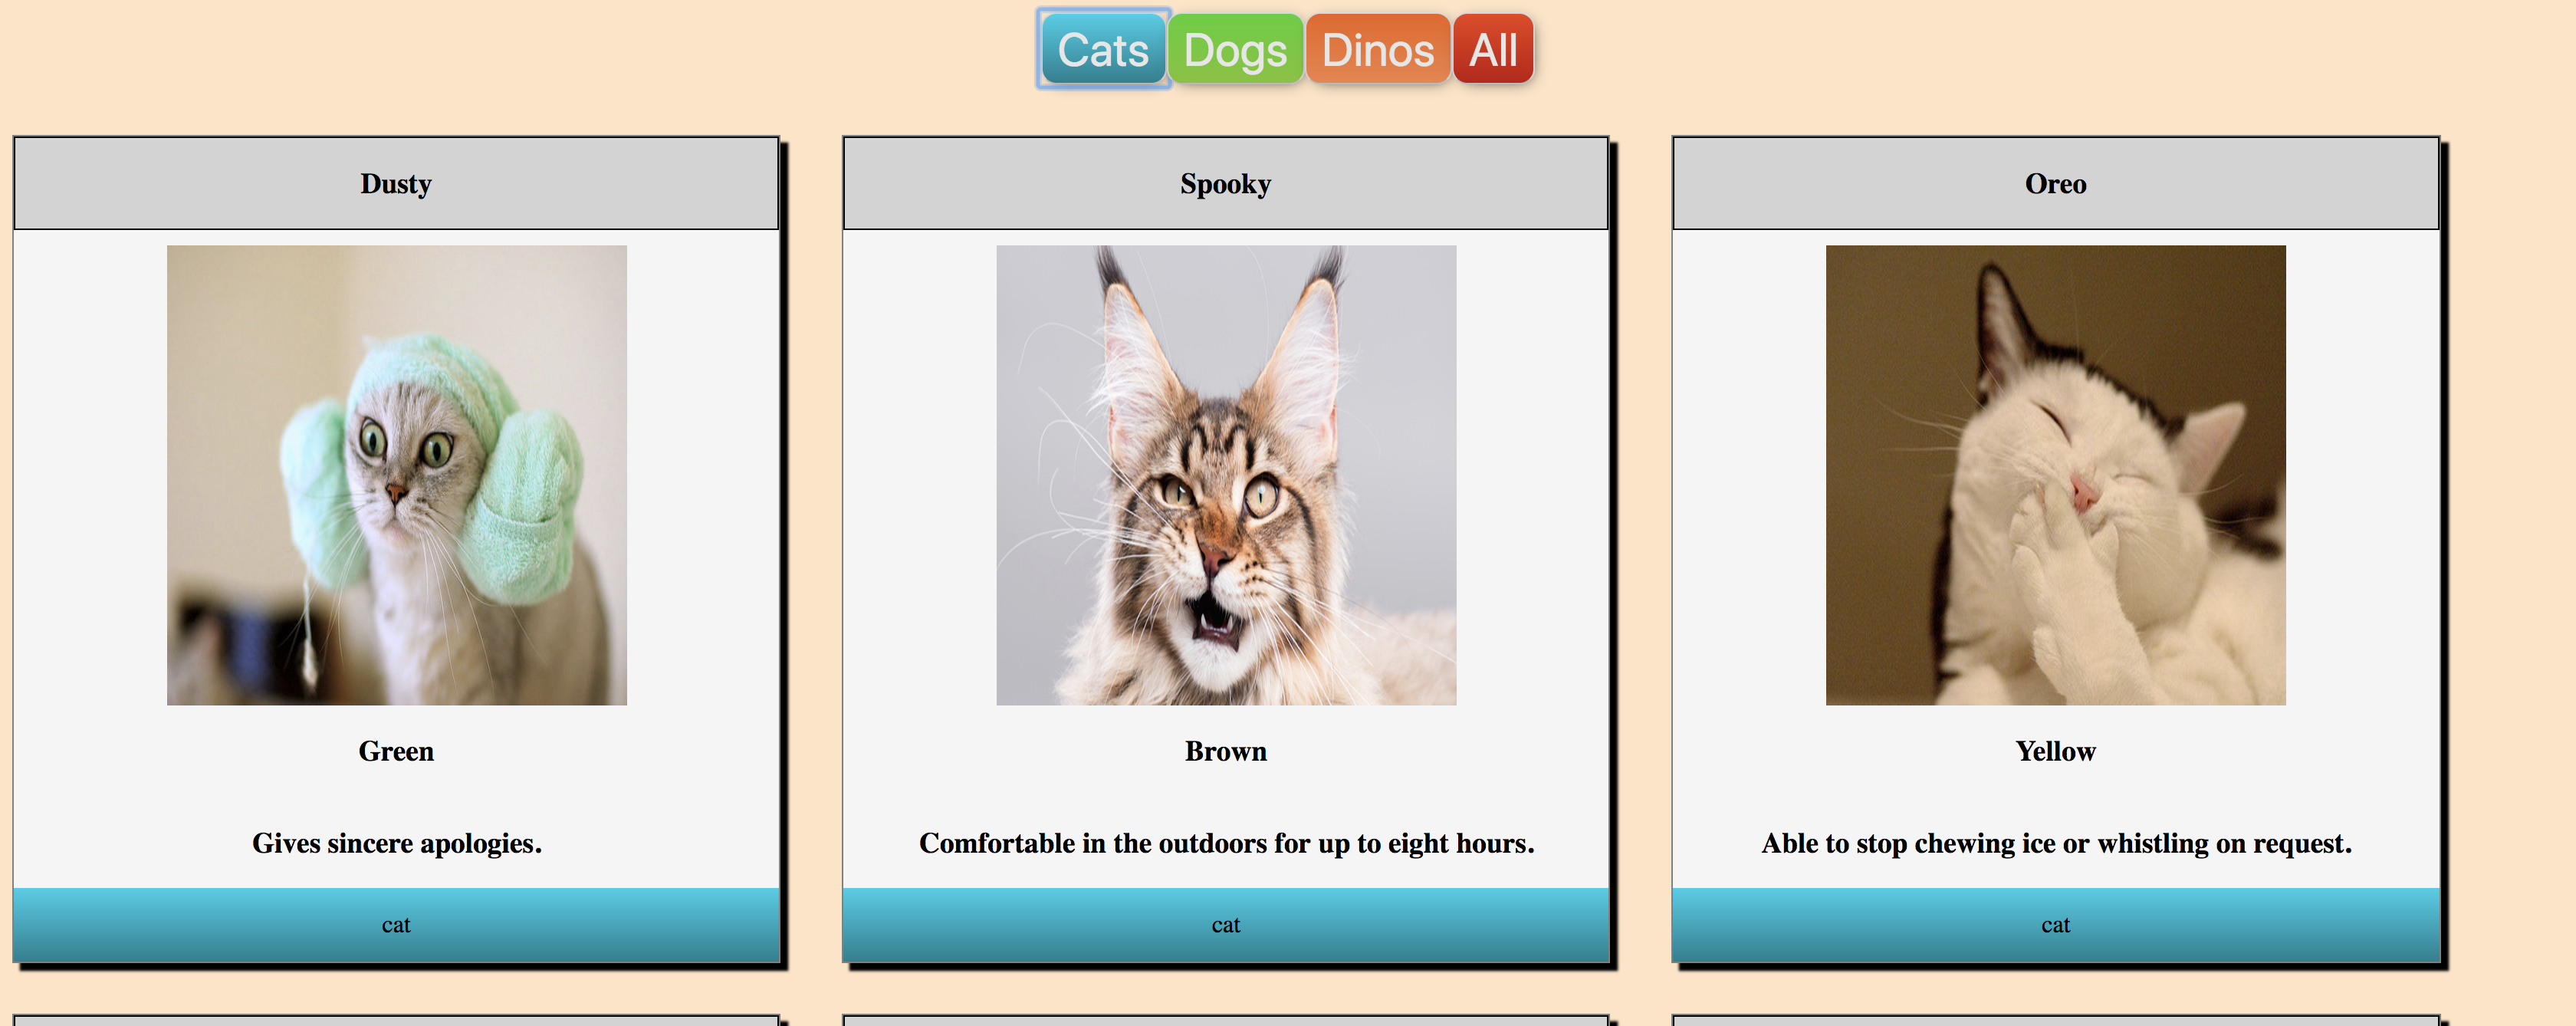 Cats Dogs Dinos All
Dusty
Spooky
Oreo
Green
Brown
Yellow
Gives sincere apologies.
Comfortable in the outdoors for up to eight hours.
Able to stop chewing ice or whistling on request.
cat
cat
cat